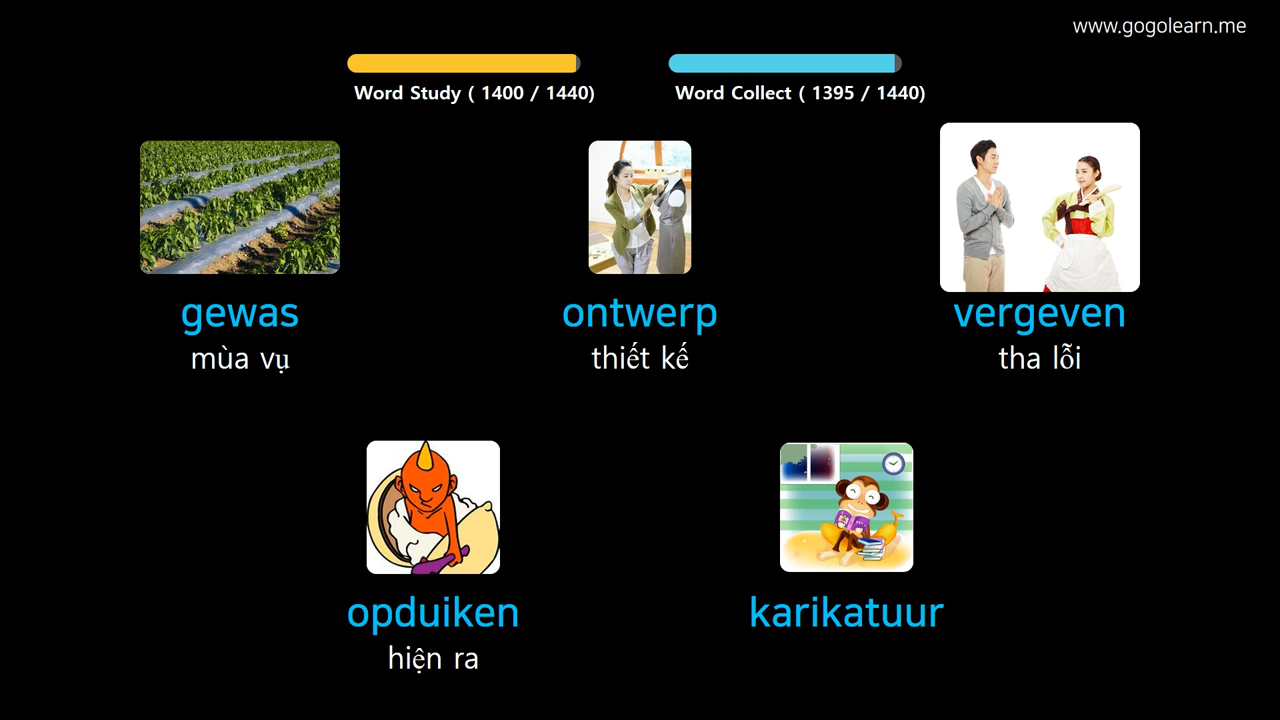 www.gogolearn.me
Word Study ( 1400 / 1440)
Word Collect ( 1395 / 1440)
gewas
mùa vụ
ontwerp
thiết kế
vergeven
tha lỗi
opduiken
hiện ra
karikatuur